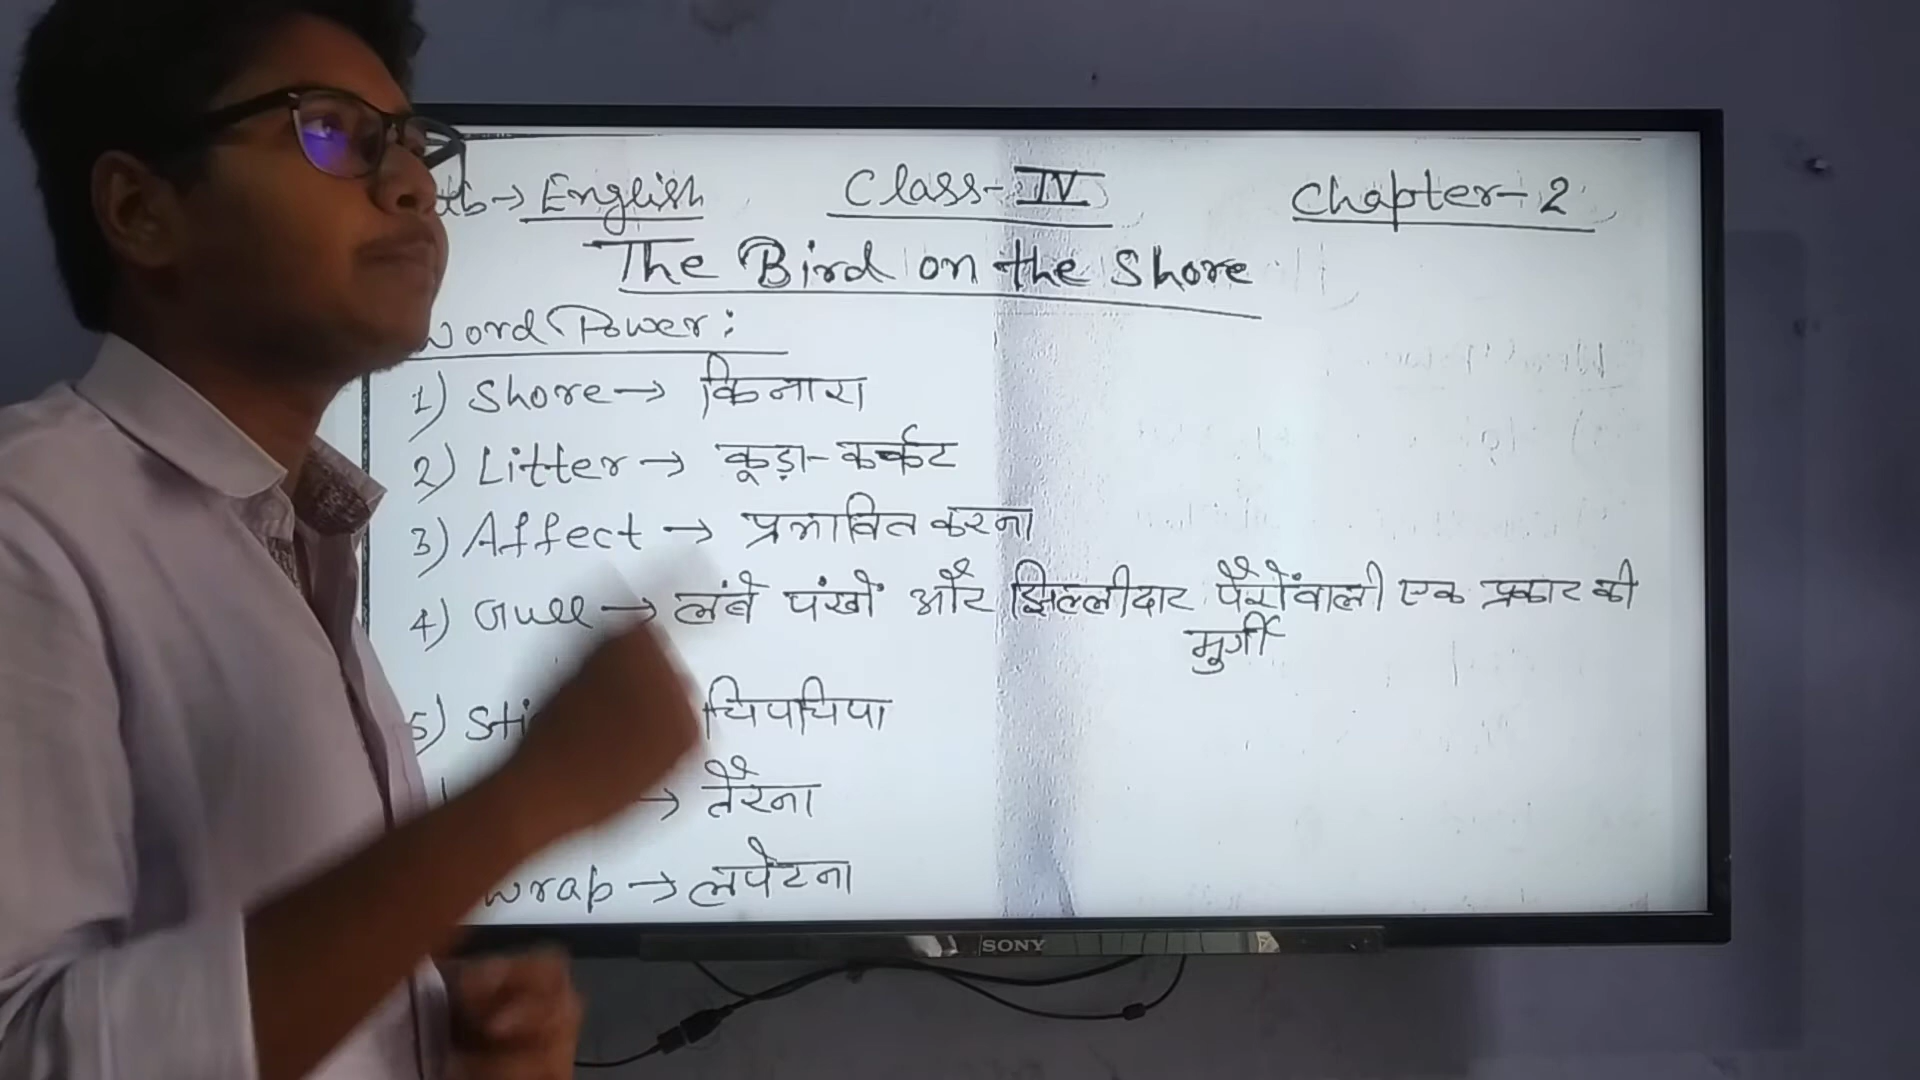 English Class-IV Chapter-2
The Bird on the Shore
Word Power:
1) Shore → किनारा
2) Litter → कूड़ा-कर्कट
3) Affect → प्रभावित करना
4) Gull → लंबे पंखों और झिल्लीदार पैरोंवाली एक प्रकार की
मुर्गी
5) चिपचिपा
→ तैरना
wrap → लपेटना
SONY